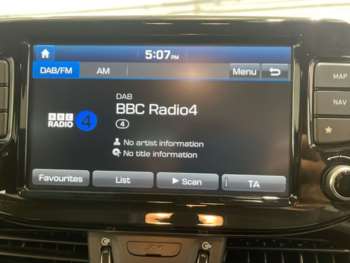 5:07PM
DAB/FM
AM
Menu
DAB
BBC Radio4
4
BBC
RADIO 4
No artist information
No title information
Favourites
List
Scan
TA
MAP
NAV